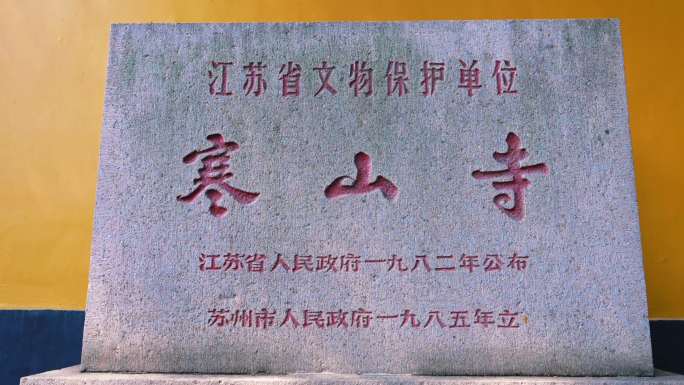 江苏省文物保护单位
寒山寺
江苏省人民政府一九八二年公布
苏州市人民政府一九八五年立